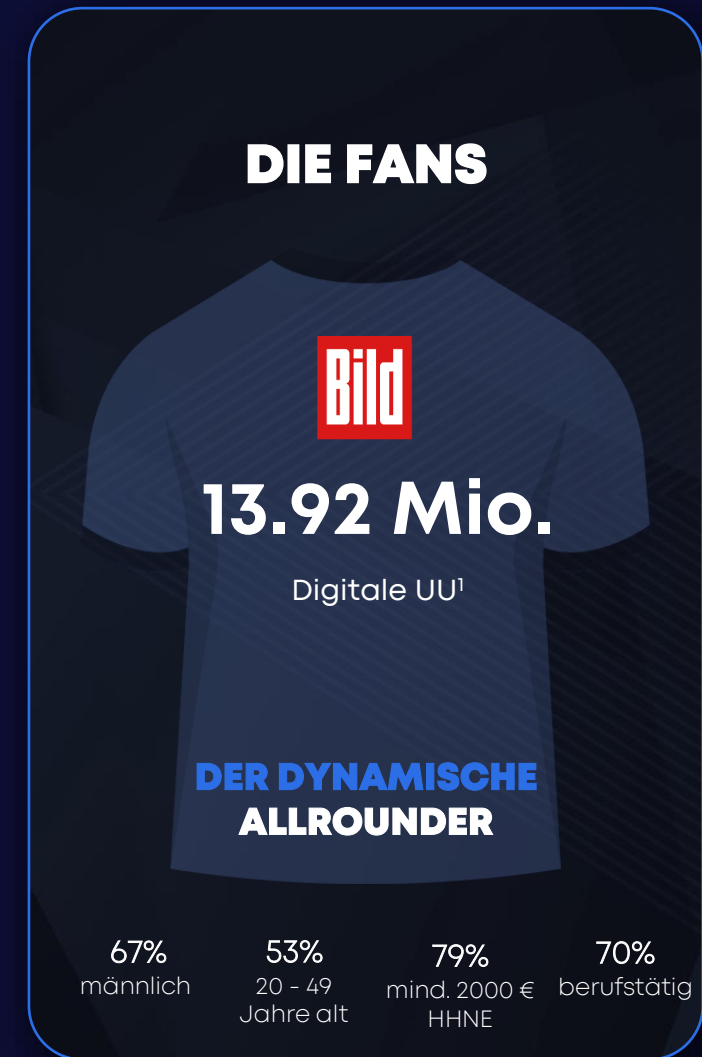 DIE FANS
Bild
13.92 Mio.
Digitale UU¹
DER DYNAMISCHE
ALLROUNDER
67%
männlich
53%
20 - 49
Jahre alt
79%
mind. 2000 €
HHNE
70%
berufstätig